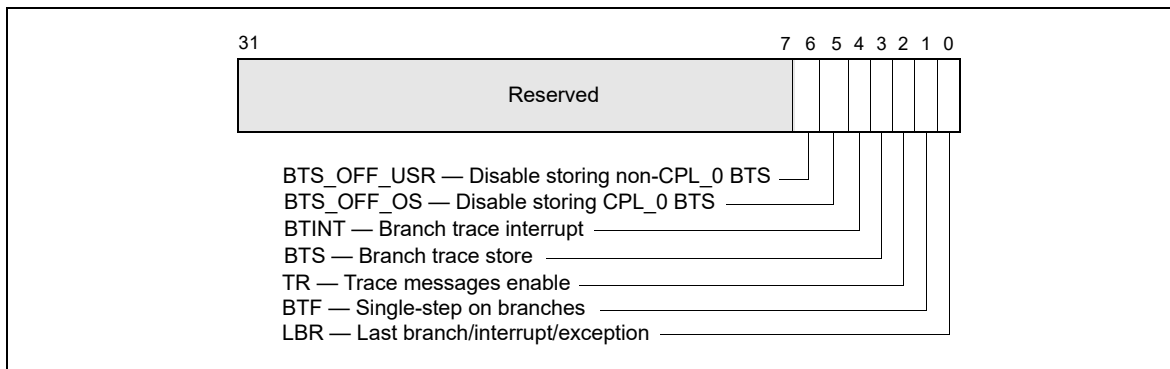 31 7 6 5 4 3 2 1 0
Reserved
BTS_OFF_USR — Disable storing non-CPL_0 BTS
BTS_OFF_OS — Disable storing CPL_0 BTS
BTINT — Branch trace interrupt
BTS — Branch trace store
TR — Trace messages enable
BTF — Single-step on branches
LBR — Last branch/interrupt/exception